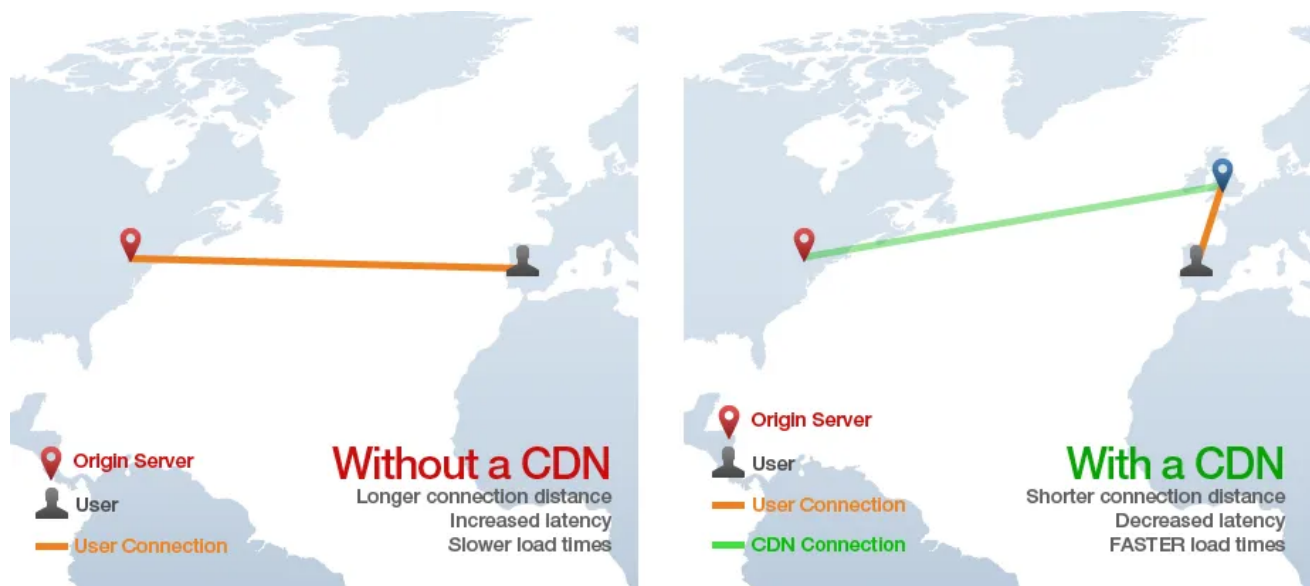 Origin Server
User
User Connection
Without a CDN
Longer connection distance
Increased latency
Slower load times
Origin Server
User
User Connection
CDN Connection
With a CDN
Shorter connection distance
Decreased latency
FASTER load times